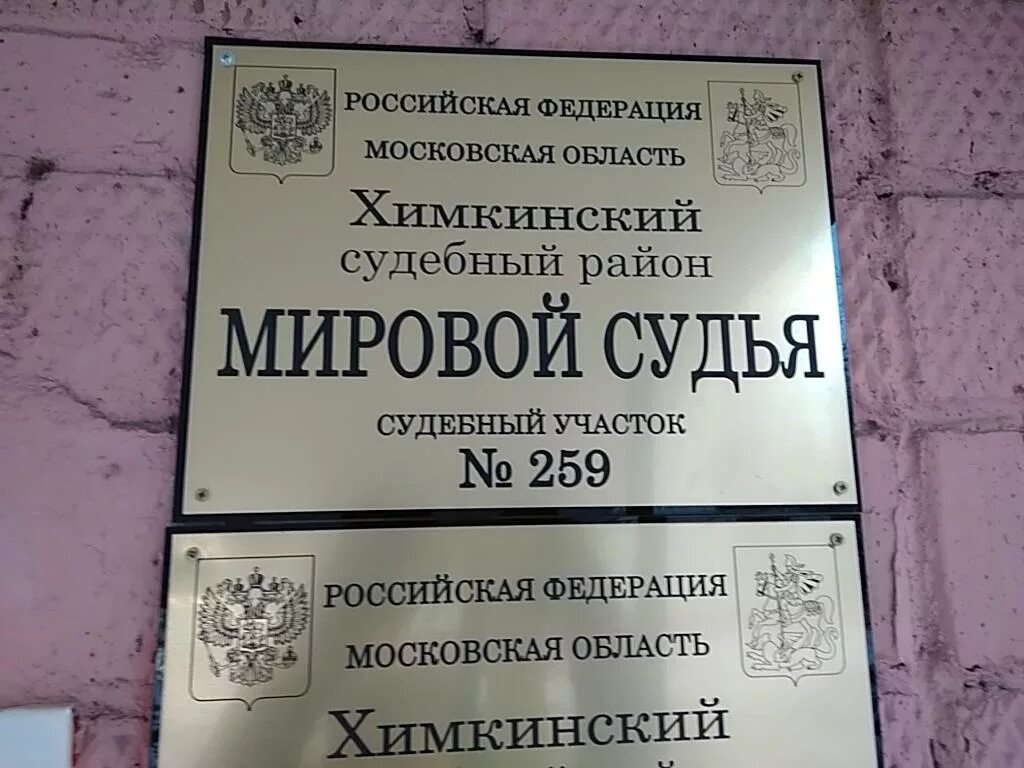 РОССИЙСКАЯ ФЕДЕРАЦИЯ
МОСКОВСКАЯ ОБЛАСТЬ
Химкинский
судебный район
МИРОВОЙ СУДЬЯ
СУДЕБНЫЙ УЧАСТОК
№ 259
РОССИЙСКАЯ ФЕДЕРАЦИЯ
МОСКОВСКАЯ ОБЛАСТЬ
Химкинский